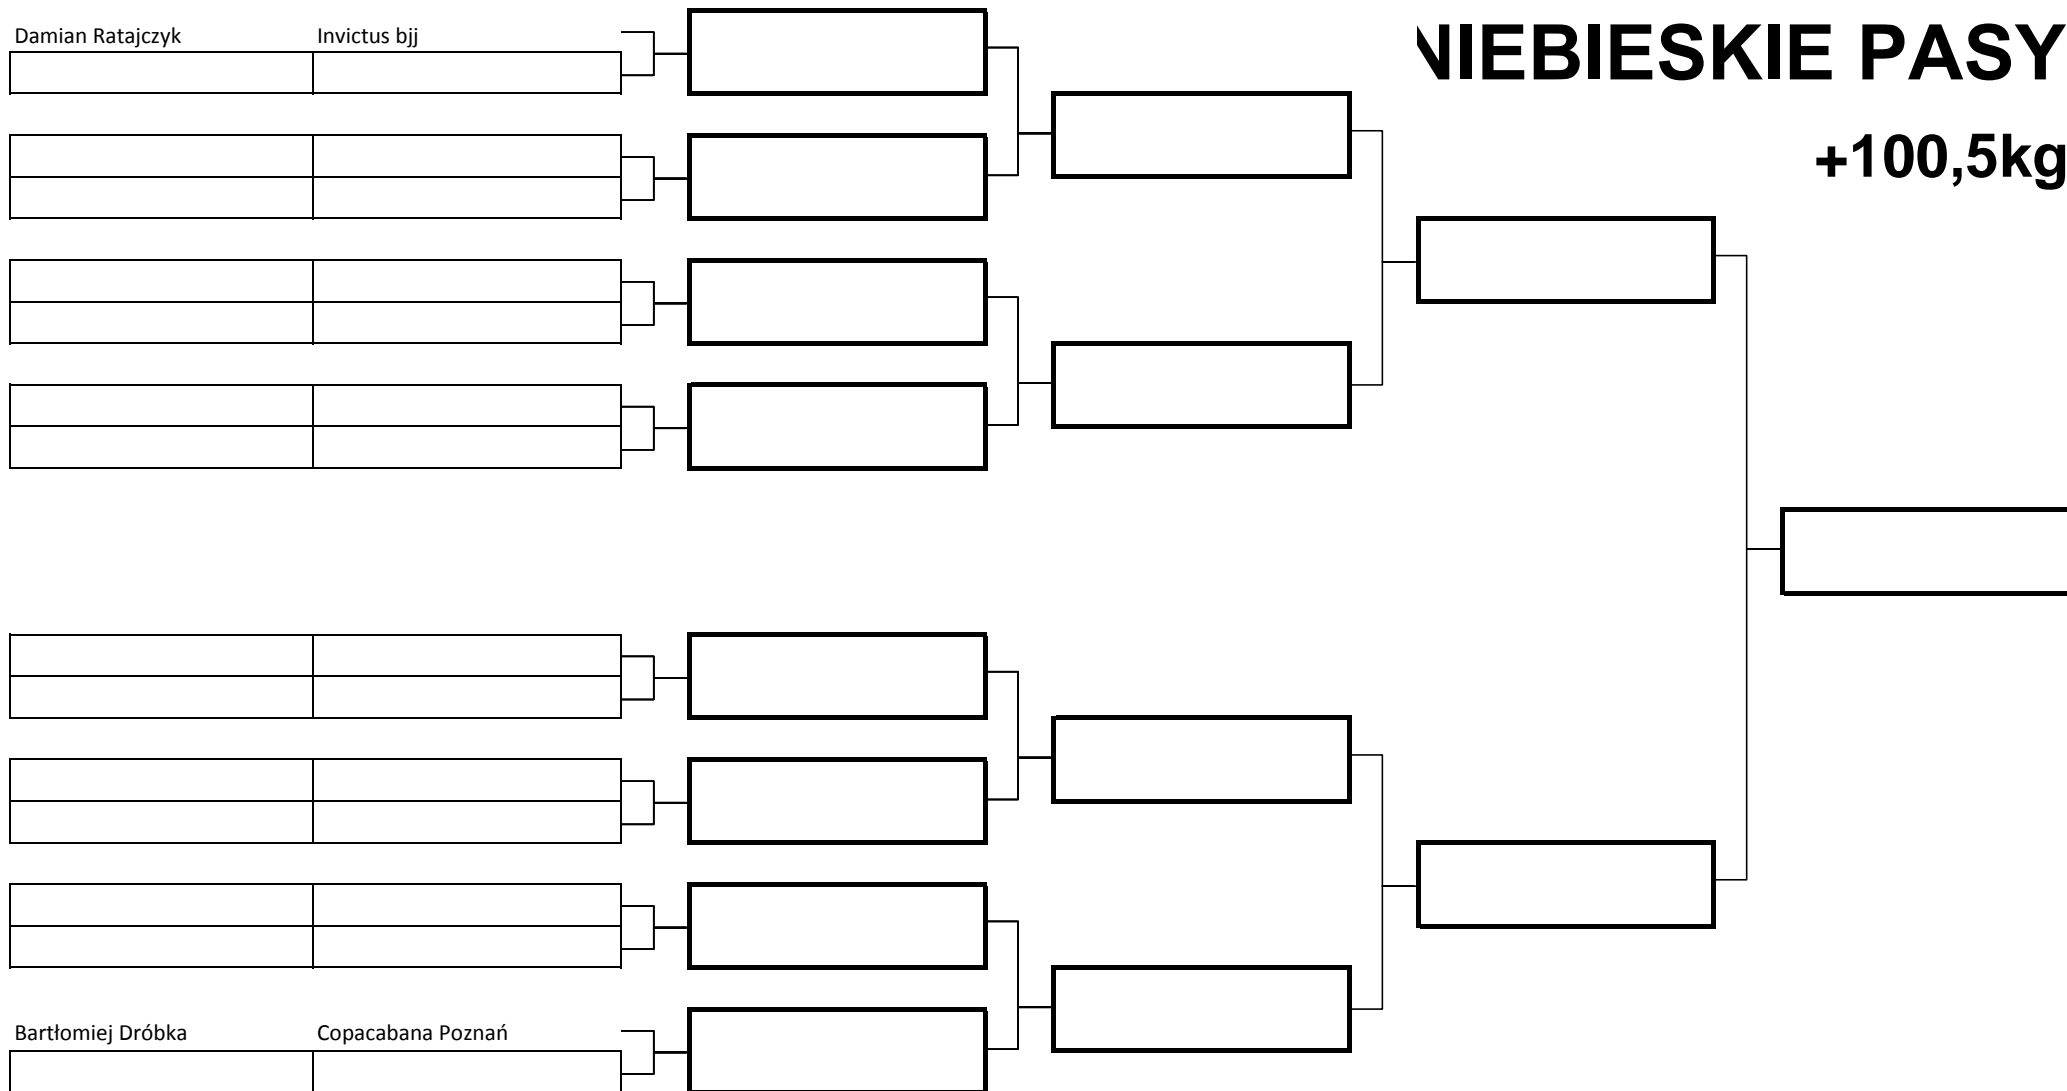 NIEBIESKIE PASY
+100,5kg
Damian Ratajczyk Invictus bjj
Bartłomiej Dróbka Copacabana Poznań